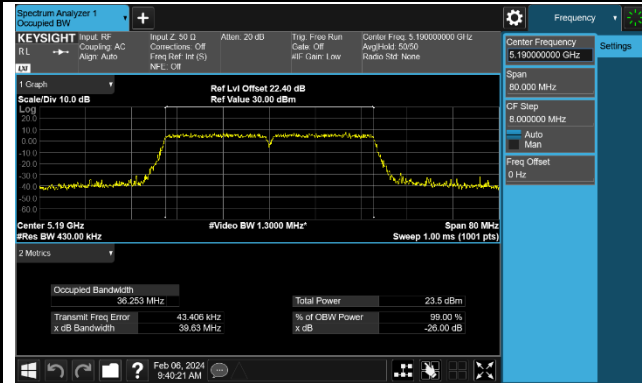 Spectrum Analyzer 1
Occupied BW
Frequency
KEYSIGHT Input: RF
Coupling: AC
Align: Auto
RL
LXI
Input Z: 50 Ω
Corrections: Off
Freq Ref: Int (S)
NFE: Off
Atten: 20 dB
Trig: Free Run
Gate: Off
#IF Gain: Low
Center Freq: 5.190000000 GHz
Avg|Hold: 50/50
Radio Std: None
Center Frequency
5.190000000 GHz
Settings
Span
80.000 MHz
CF Step
8.000000 MHz
Auto
Man
Freq Offset
0 Hz
1 Graph
Scale/Div 10.0 dB
Ref Lvl Offset 22.40 dB
Ref Value 30.00 dBm
Log
20.0
10.0
0.00
-10.0
-20.0
-30.0
-40.0
-50.0
-60.0
Center 5.19 GHz
#Res BW 430.00 kHz
#Video BW 1.3000 MHz*
Span 80 MHz
Sweep 1.00 ms (1001 pts)
2 Metrics
Occupied Bandwidth
36.253 MHz
Total Power 23.5 dBm
Transmit Freq Error 43.406 kHz
% of OBW Power 99.00 %
x dB Bandwidth 39.63 MHz
x dB -26.00 dB
?
Feb 06, 2024
9:40:21 AM